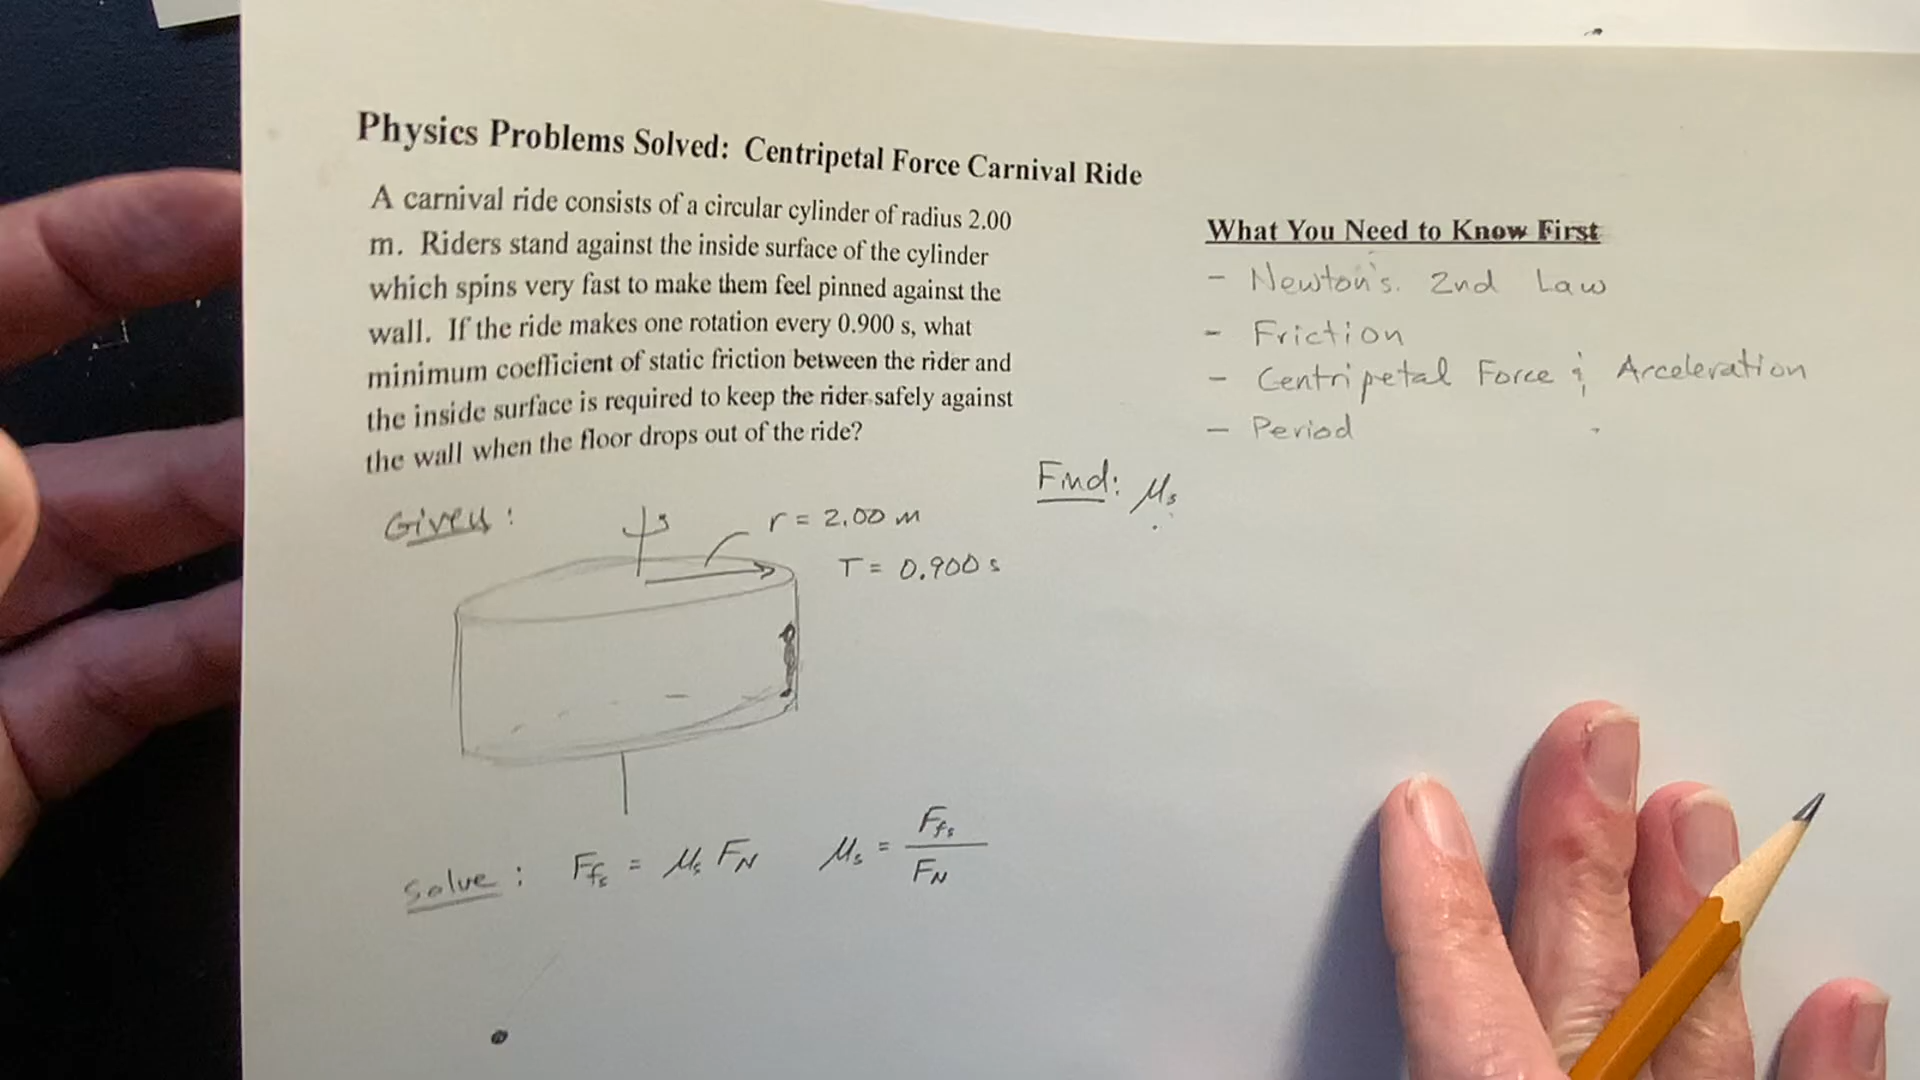 Physics Problems Solved: Centripetal Force Carnival Ride
A carnival ride consists of a circular cylinder of radius 2.00
m. Riders stand against the inside surface of the cylinder
which spins very fast to make them feel pinned against the
wall. If the ride makes one rotation every 0.900 s, what
minimum coefficient of static friction between the rider and
the inside surface is required to keep the rider safely against
the wall when the floor drops out of the ride?
What You Need to Know First
- Newton's. 2nd Law
- Friction
- Centripetal Force & Acceleration
- Period
Find: μs
Given:
r = 2.00 m
T = 0.900 s
Solve: Ffs = μs FN μs = Ffs / FN